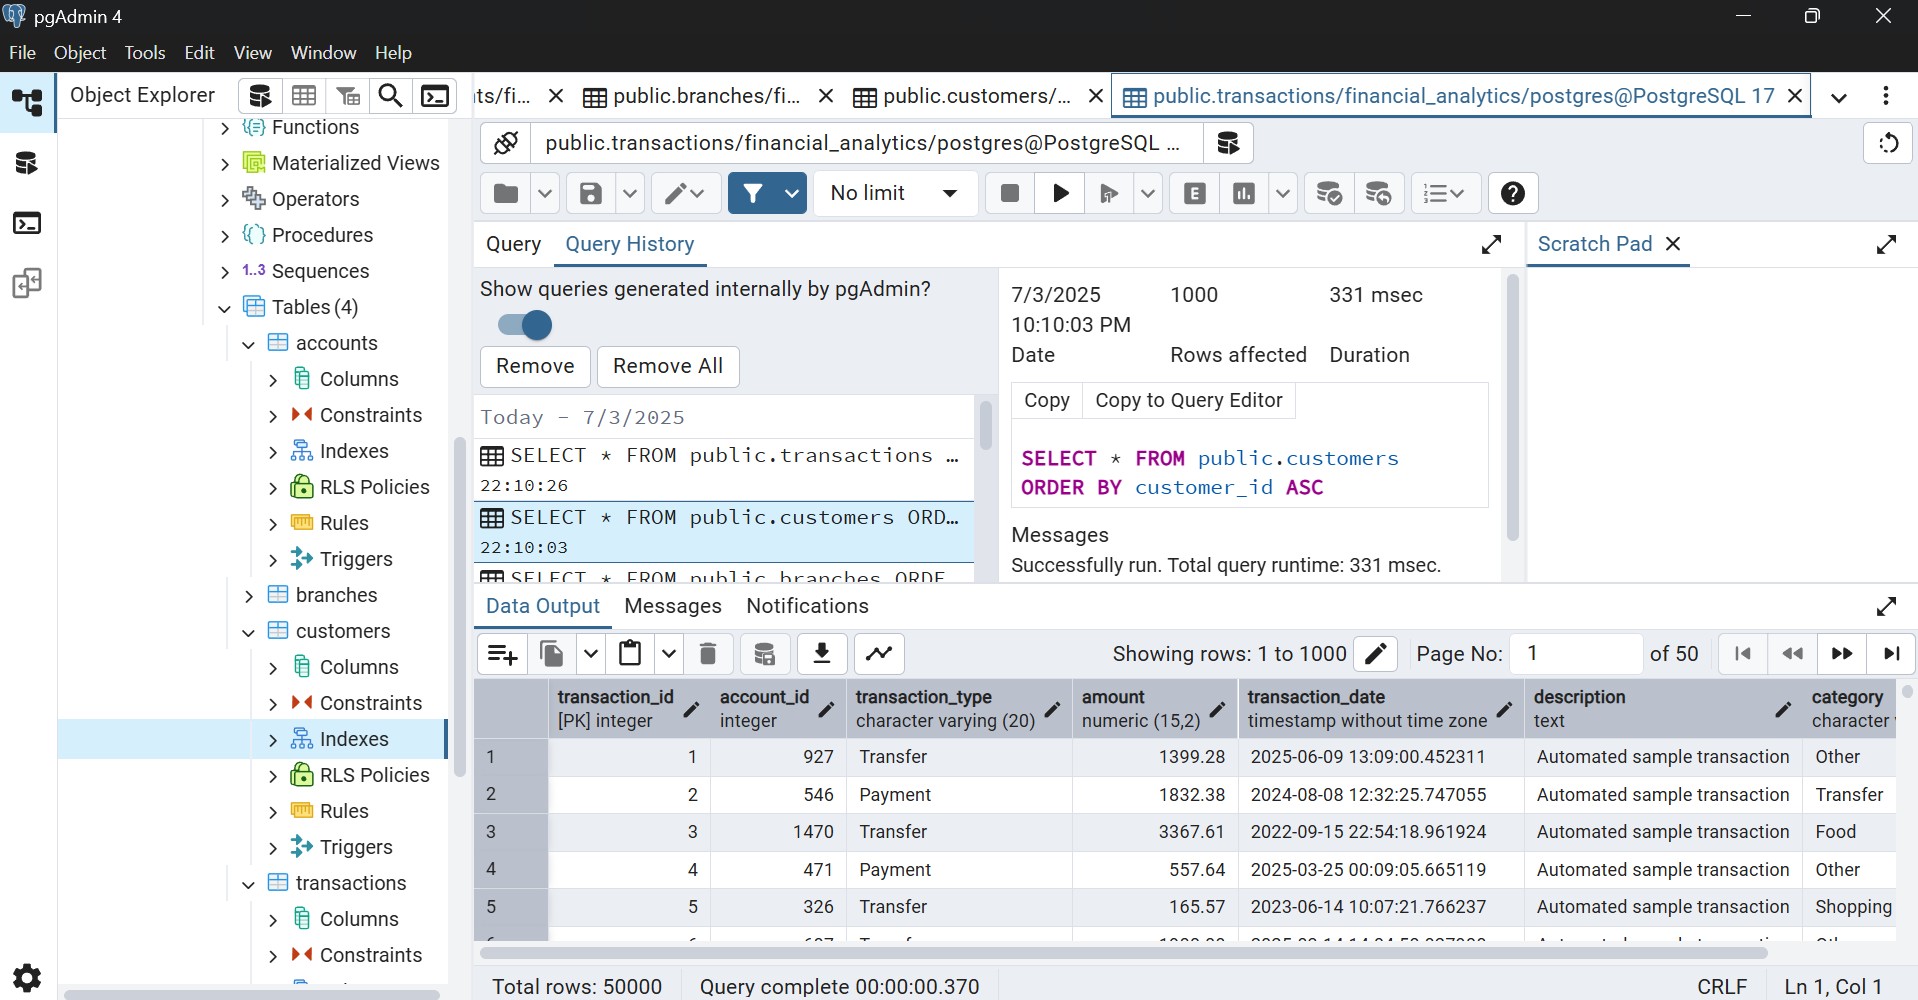 pgAdmin 4
File Object Tools Edit View Window Help
Object Explorer
Functions
Materialized Views
Operators
Procedures
1..3 Sequences
Tables (4)
accounts
Columns
Constraints
Indexes
RLS Policies
Rules
Triggers
branches
customers
Columns
Constraints
Indexes
RLS Policies
Rules
Triggers
transactions
Columns
Constraints
ts/fi... public.branches/fi... public.customers/... public.transactions/financial_analytics/postgres@PostgreSQL 17
public.transactions/financial_analytics/postgres@PostgreSQL ...
No limit E
Query Query History
Scratch Pad
Show queries generated internally by pgAdmin?
Remove Remove All
Today - 7/3/2025
SELECT * FROM public.transactions ...
22:10:26
SELECT * FROM public.customers ORD...
22:10:03
SELECT * FROM public.branches ORDE
7/3/2025 1000 331 msec
10:10:03 PM
Date Rows affected Duration
Copy Copy to Query Editor
SELECT * FROM public.customers
ORDER BY customer_id ASC
Messages
Successfully run. Total query runtime: 331 msec.
Data Output Messages Notifications
Showing rows: 1 to 1000 Page No: 1 of 50
transaction_id account_id transaction_type amount transaction_date description category
[PK] integer integer character varying (20) numeric (15,2) timestamp without time zone text character
1 1 927 Transfer 1399.28 2025-06-09 13:09:00.452311 Automated sample transaction Other
2 2 546 Payment 1832.38 2024-08-08 12:32:25.747055 Automated sample transaction Transfer
3 3 1470 Transfer 3367.61 2022-09-15 22:54:18.961924 Automated sample transaction Food
4 4 471 Payment 557.64 2025-03-25 00:09:05.665119 Automated sample transaction Other
5 5 326 Transfer 165.57 2023-06-14 10:07:21.766237 Automated sample transaction Shopping
Total rows: 50000 Query complete 00:00:00.370 CRLF Ln 1, Col 1